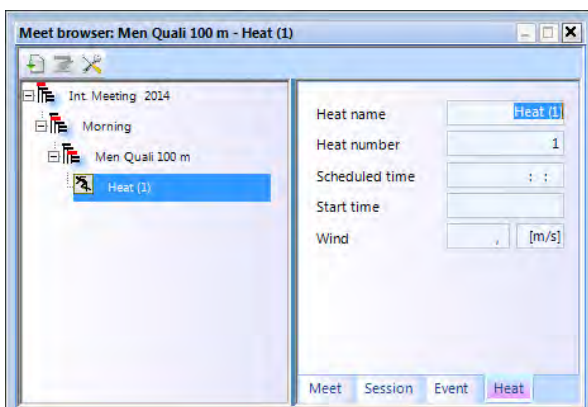 Meet browser: Men Quali 100 m - Heat (1)
Int. Meeting 2014
Morning
Men Quali 100 m
Heat (1)
Heat name Heat (1)
Heat number 1
Scheduled time : :
Start time
Wind , [m/s]
Meet Session Event Heat